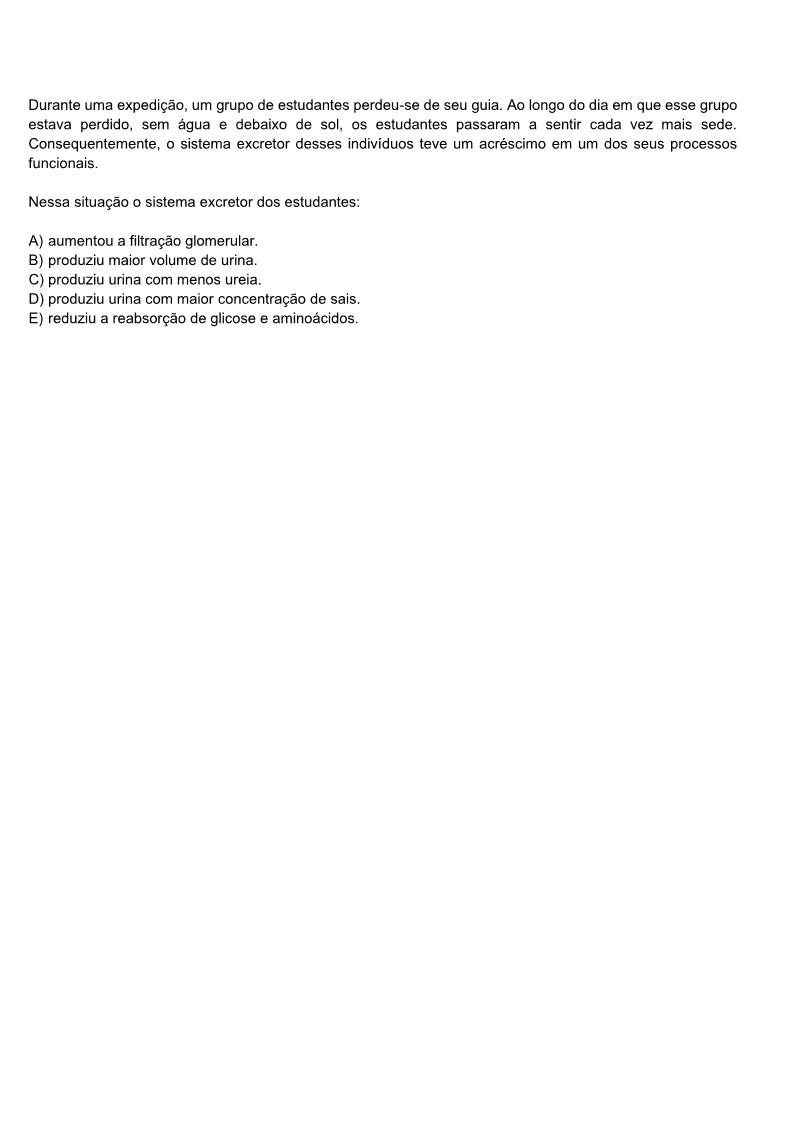 Durante uma expedição, um grupo de estudantes perdeu-se de seu guia. Ao longo do dia em que esse grupo
estava perdido, sem água e debaixo de sol, os estudantes passaram a sentir cada vez mais sede.
Consequentemente, o sistema excretor desses indivíduos teve um acréscimo em um dos seus processos
funcionais.
Nessa situação o sistema excretor dos estudantes:
A) aumentou a filtração glomerular.
B) produziu maior volume de urina.
C) produziu urina com menos ureia.
D) produziu urina com maior concentração de sais.
E) reduziu a reabsorção de glicose e aminoácidos.